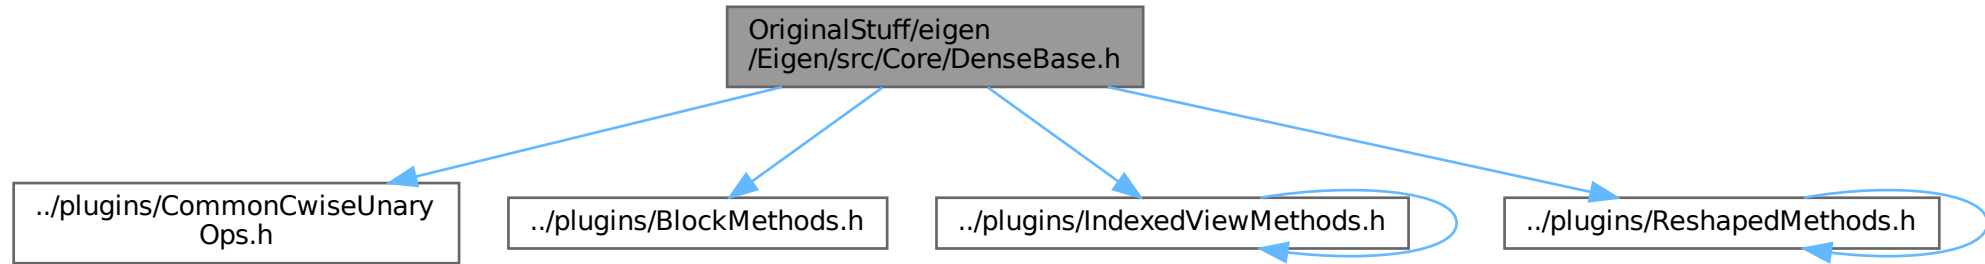 OriginalStuff/eigen
/Eigen/src/Core/DenseBase.h
../plugins/CommonCwiseUnary
Ops.h
../plugins/BlockMethods.h
../plugins/IndexedViewMethods.h
../plugins/ReshapedMethods.h